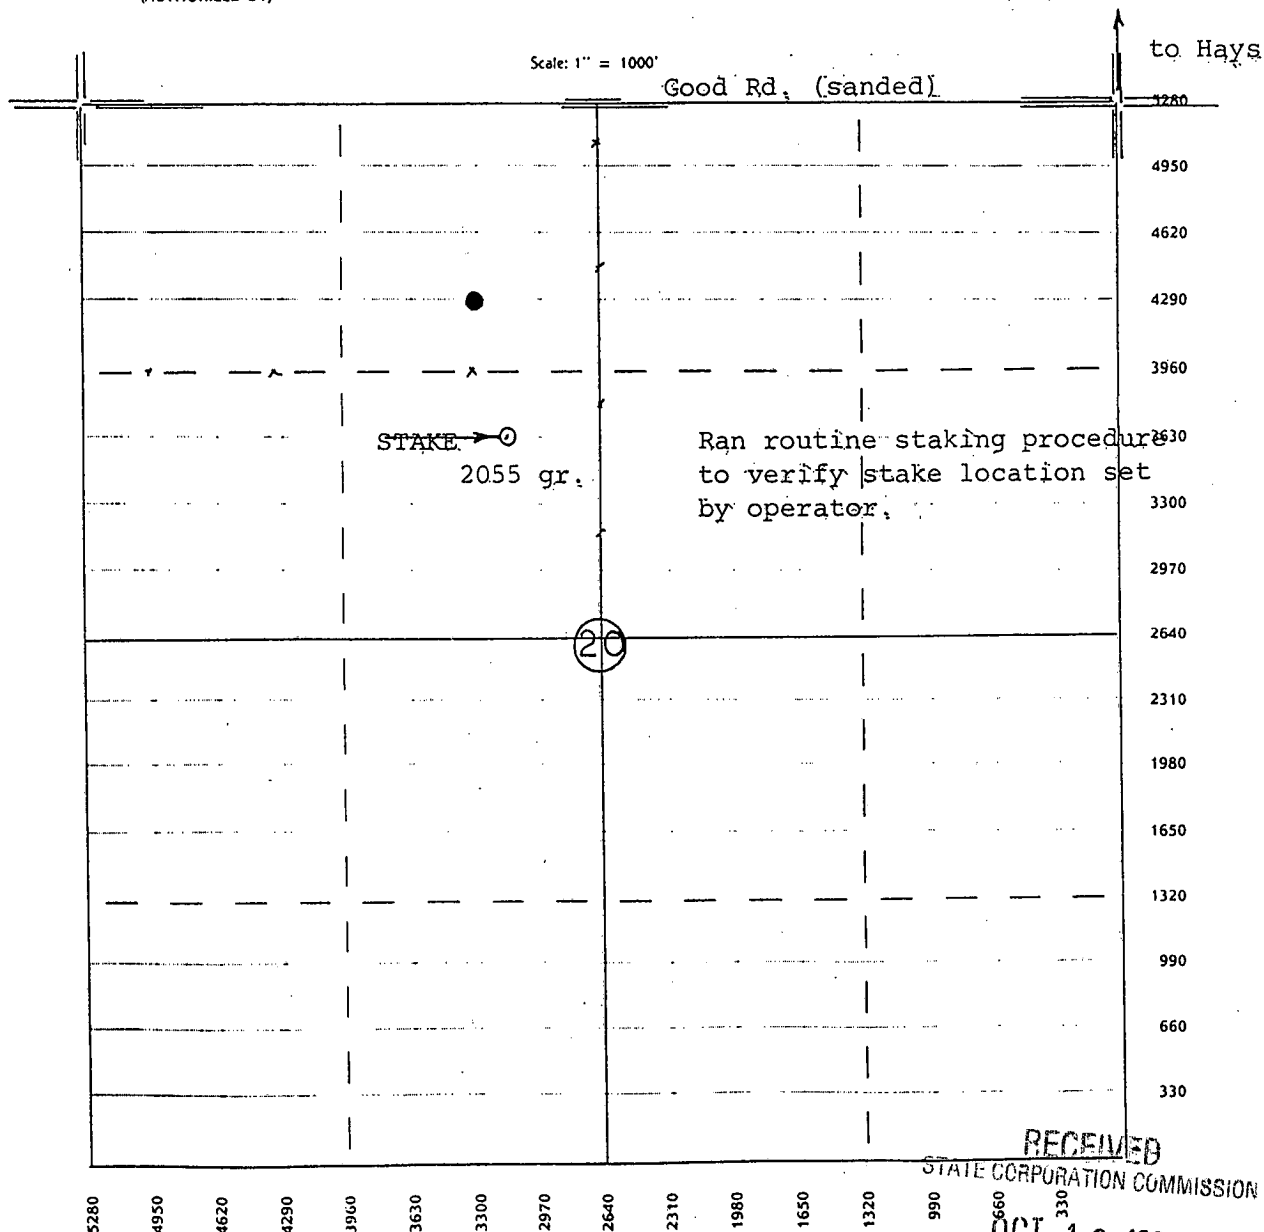 Scale: 1" = 1000'
to Hays
Good Rd. (sanded)
5280
4950
4620
4290
3960
STAKE
3630
2055 gr.
Ran routine staking procedure
to verify stake location set
by operator.
3300
2970
2640
20
2310
1980
1650
1320
990
660
330
RECEIVED
STATE CORPORATION COMMISSION
5280 4950 4620 4290 3960 3630 3300 2970 2640 2310 1980 1650 1320 990 660 330
OCT